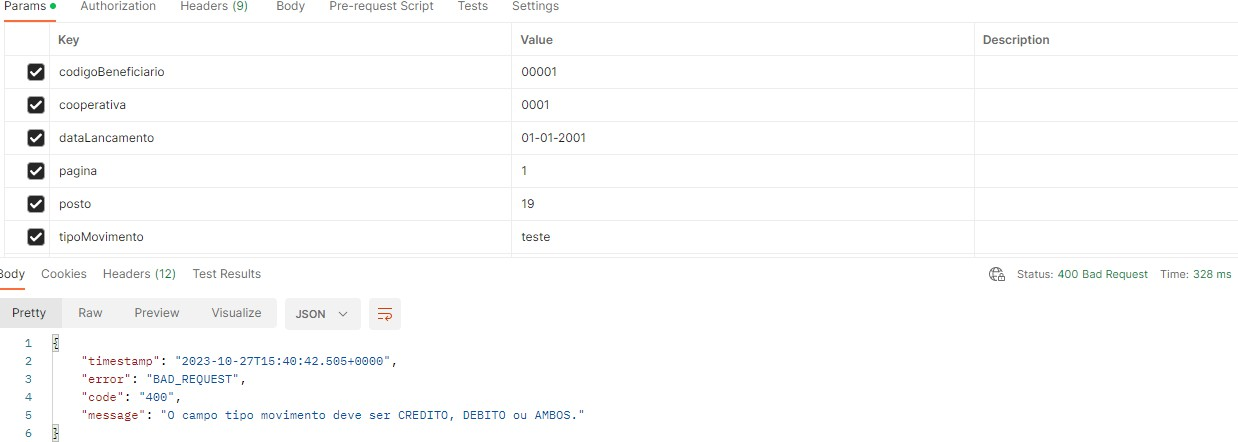 Params Authorization Headers (9) Body Pre-request Script Tests Settings
Key Value Description
codigoBeneficiario 00001
cooperativa 0001
dataLancamento 01-01-2001
pagina 1
posto 19
tipoMovimento teste
Body Cookies Headers (12) Test Results Status: 400 Bad Request Time: 328 ms
Pretty Raw Preview Visualize JSON
1 {
2 "timestamp": "2023-10-27T15:40:42.505+0000",
3 "error": "BAD_REQUEST",
4 "code": "400",
5 "message": "O campo tipo movimento deve ser CREDITO, DEBITO ou AMBOS."
6 }